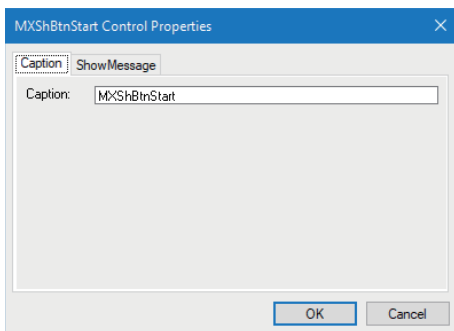 MXShBtnStart Control Properties
Caption ShowMessage
Caption: MXShBtnStart
OK Cancel